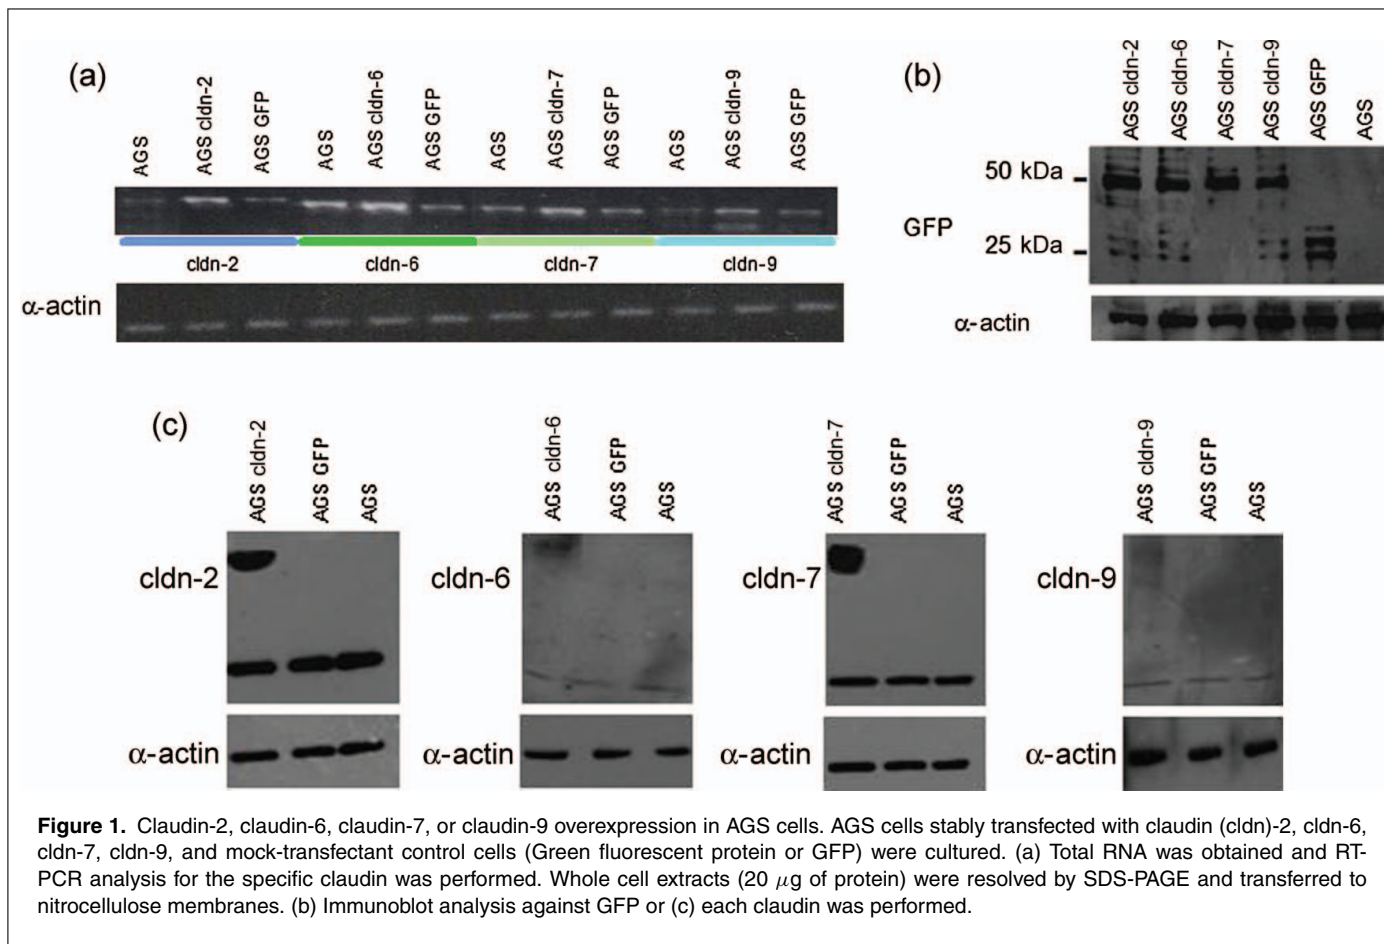 (a)
AGS
AGS cldn-2
AGS GFP
AGS
AGS cldn-6
AGS GFP
AGS
AGS cldn-7
AGS GFP
AGS
AGS cldn-9
AGS GFP
cldn-2
cldn-6
cldn-7
cldn-9
α-actin
(b)
AGS cldn-2
AGS cldn-6
AGS cldn-7
AGS cldn-9
AGS GFP
AGS
50 kDa
GFP
25 kDa
α-actin
(c)
AGS cldn-2
AGS GFP
AGS
cldn-2
α-actin
AGS cldn-6
AGS GFP
AGS
cldn-6
α-actin
AGS cldn-7
AGS GFP
AGS
cldn-7
α-actin
AGS cldn-9
AGS GFP
AGS
cldn-9
α-actin
Figure 1. Claudin-2, claudin-6, claudin-7, or claudin-9 overexpression in AGS cells. AGS cells stably transfected with claudin (cldn)-2, cldn-6,
cldn-7, cldn-9, and mock-transfectant control cells (Green fluorescent protein or GFP) were cultured. (a) Total RNA was obtained and RT-
PCR analysis for the specific claudin was performed. Whole cell extracts (20 μg of protein) were resolved by SDS-PAGE and transferred to
nitrocellulose membranes. (b) Immunoblot analysis against GFP or (c) each claudin was performed.